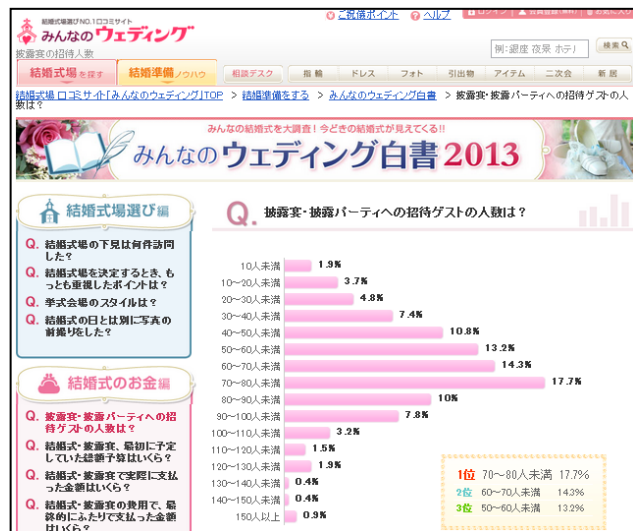 結婚式場選びNO.1口コミサイト
みんなのウェディング
ご祝儀ポイント
ヘルプ
披露宴の招待人数
例:銀座 夜景 ホテル
検索
結婚式場を探す
結婚準備ノウハウ
相談デスク
指輪
ドレス
フォト
引出物
アイテム
二次会
新居
結婚式場 口コミサイト「みんなのウェディング」TOP > 結婚準備をする > みんなのウェディング白書 > 披露宴・披露パーティへの招待ゲストの人
数は？
みんなの結婚式を大調査！今どきの結婚式が見えてくる!!
みんなのウェディング白書2013
結婚式場選び編
Q. 結婚式場の下見は何件訪問
した？
Q. 結婚式場を決定するとき、も
っとも重視したポイントは？
Q. 挙式会場のスタイルは？
Q. 結婚式の日とは別に写真の
前撮りをした？
結婚式のお金編
Q. 披露宴・披露パーティへの招
待ゲストの人数は？
Q. 結婚式・披露宴、最初に予定
していた総額予算はいくら？
Q. 結婚式・披露宴で実際に支払
った金額はいくら？
Q. 結婚式・披露宴の費用で、最
終的にふたりで支払った金額
はいくら？
Q. 披露宴・披露パーティへの招待ゲストの人数は？
10人未満 1.9%
10〜20人未満 3.7%
20〜30人未満 4.8%
30〜40人未満 7.4%
40〜50人未満 10.8%
50〜60人未満 13.2%
60〜70人未満 14.3%
70〜80人未満 17.7%
80〜90人未満 10%
90〜100人未満 7.8%
100〜110人未満 3.2%
110〜120人未満 1.5%
120〜130人未満 1.9%
130〜140人未満 0.4%
140〜150人未満 0.4%
150人以上 0.9%
1位 70〜80人未満 17.7%
2位 60〜70人未満 14.3%
3位 50〜60人未満 13.2%